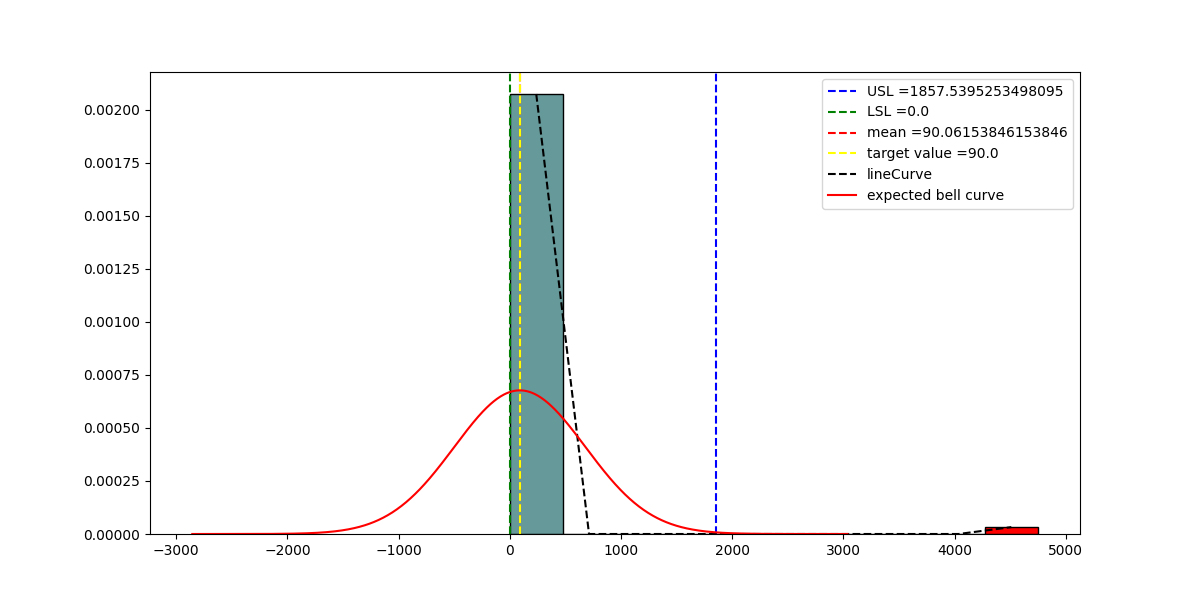 USL =1857.5395253498095
LSL =0.0
mean =90.06153846153846
target value =90.0
lineCurve
expected bell curve
0.00200
0.00175
0.00150
0.00125
0.00100
0.00075
0.00050
0.00025
0.00000
−3000 −2000 −1000 0 1000 2000 3000 4000 5000